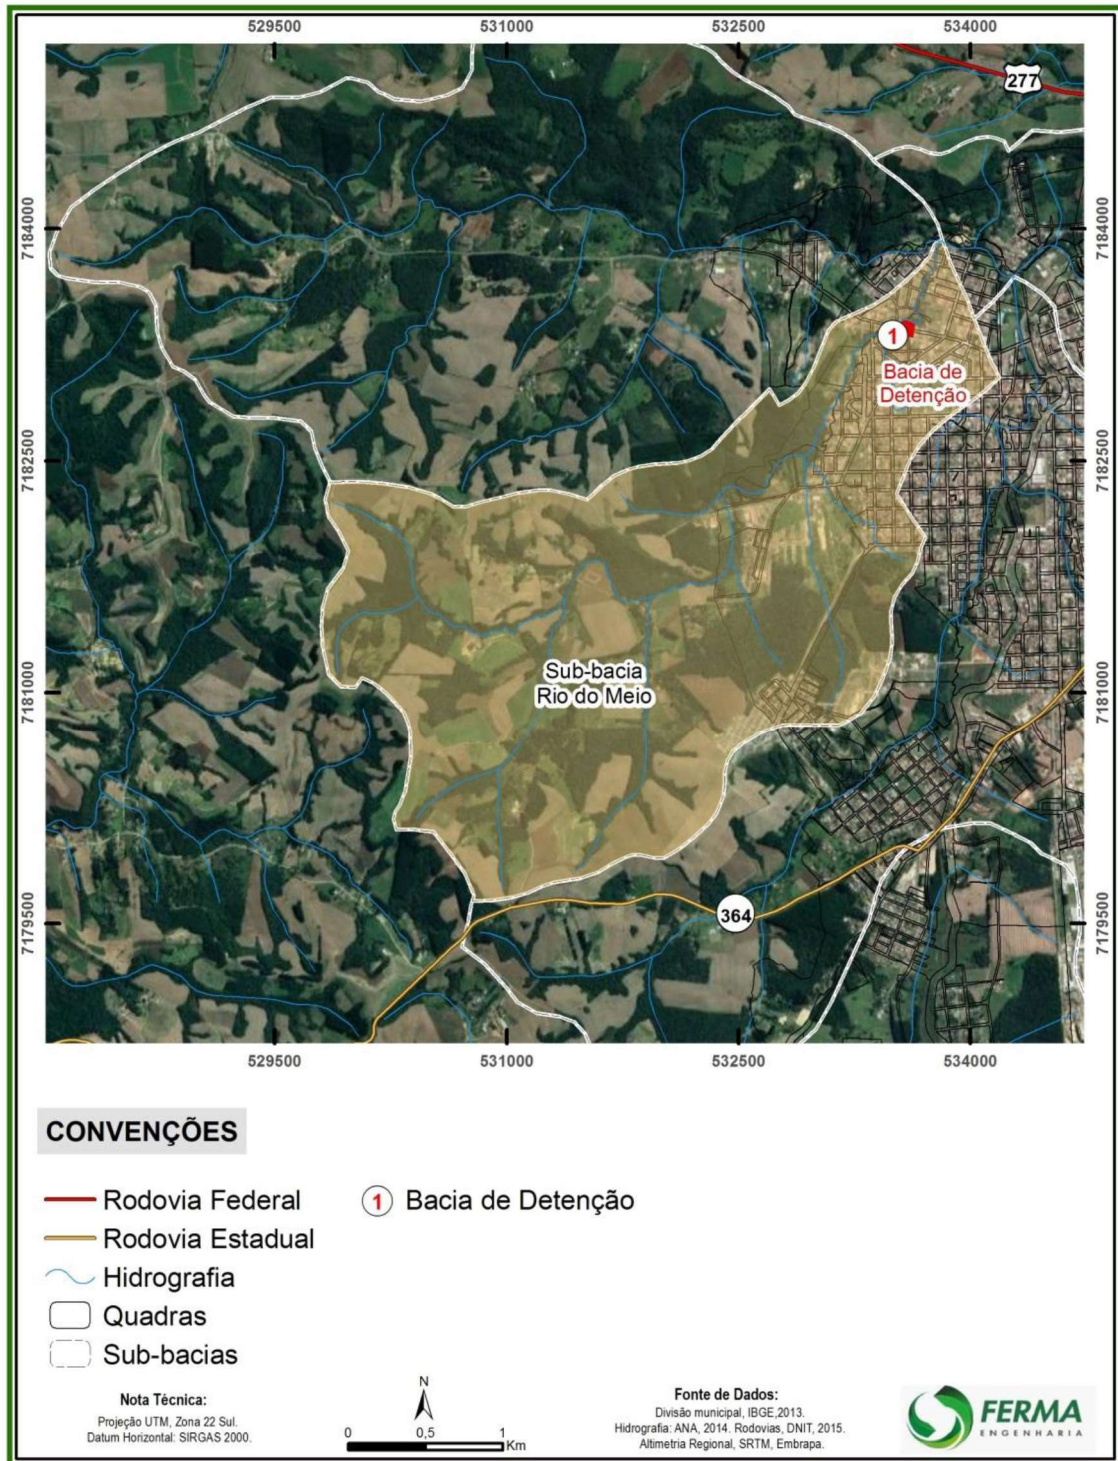 529500 531000 532500 534000
277
7184000 7184000
1
Bacia de
Detenção
7182500 7182500
Sub-bacia
Rio do Meio
7181000 7181000
364
7179500 7179500
529500 531000 532500 534000
CONVENÇÕES
Rodovia Federal
1 Bacia de Detenção
Rodovia Estadual
Hidrografia
Quadras
Sub-bacias
Nota Técnica:
Projeção UTM, Zona 22 Sul.
Datum Horizontal: SIRGAS 2000.
N
0 0,5 1
Km
Fonte de Dados:
Divisão municipal, IBGE,2013.
Hidrografia: ANA, 2014. Rodovias, DNIT, 2015.
Altimetria Regional, SRTM, Embrapa.
FERMA
ENGENHARIA